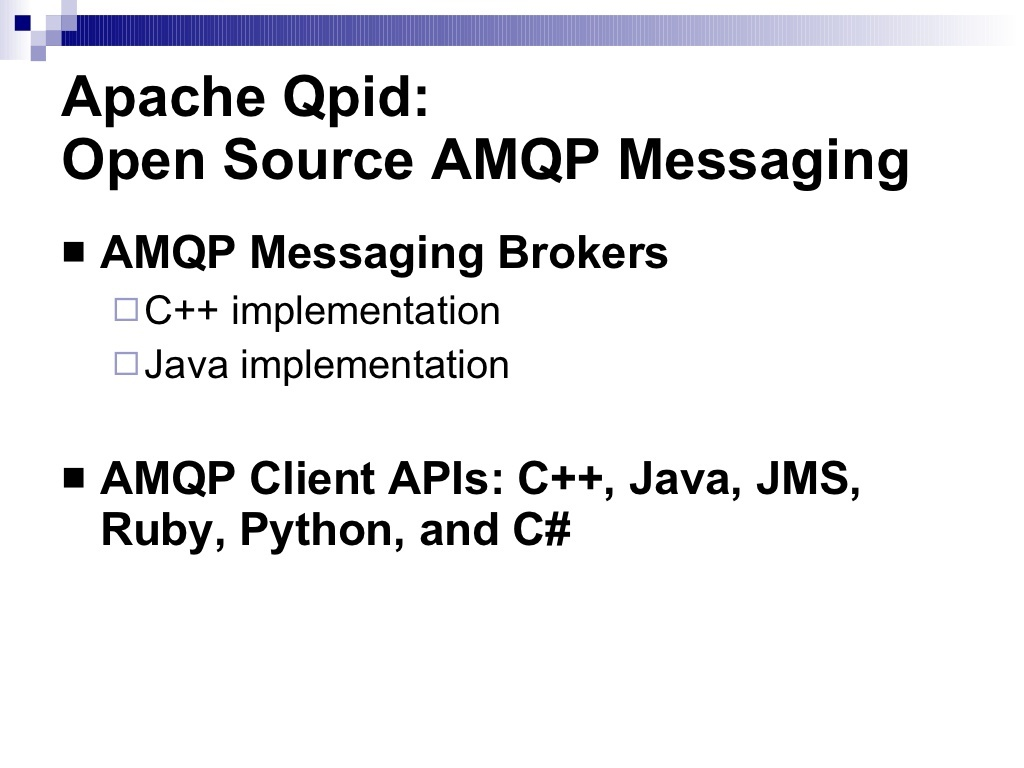 Apache Qpid:
Open Source AMQP Messaging
AMQP Messaging Brokers
C++ implementation
Java implementation
AMQP Client APIs: C++, Java, JMS,
Ruby, Python, and C#